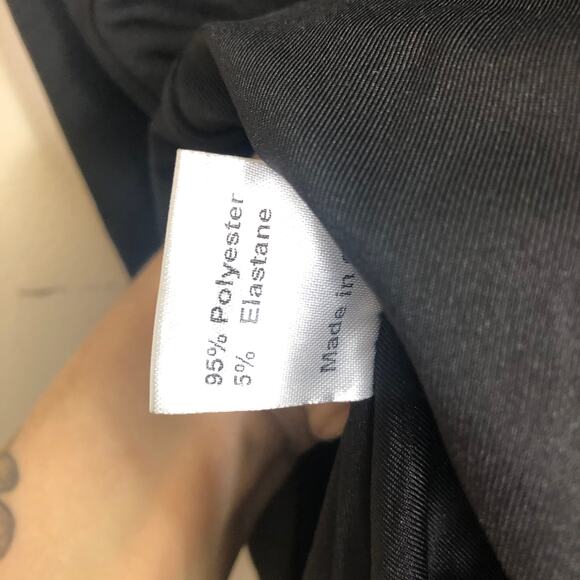 95% Polyester
5% Elastane
Made in